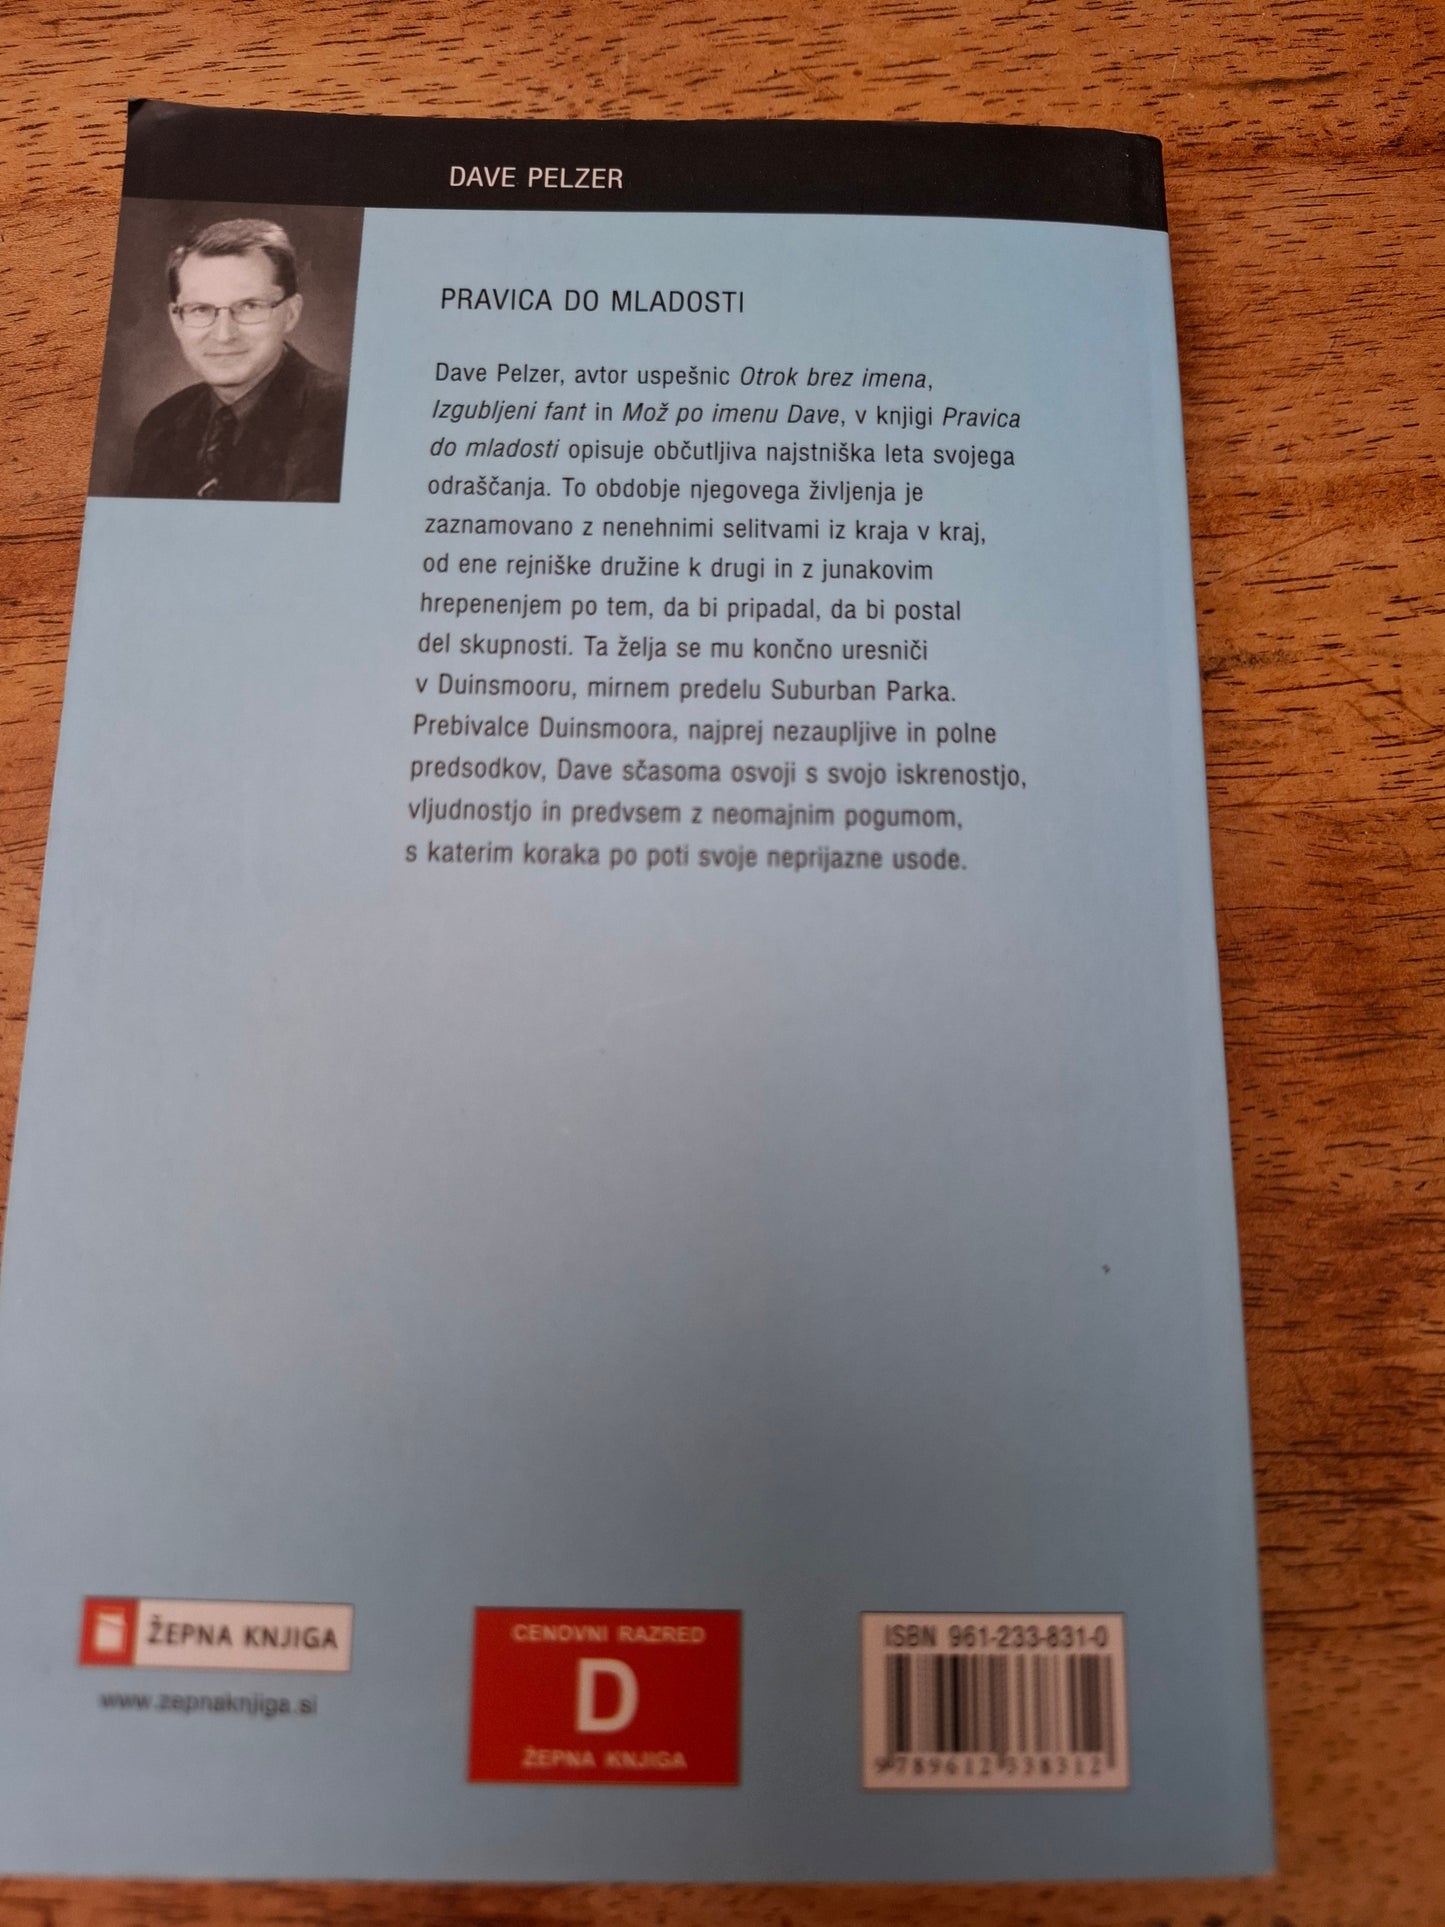 DAVE PELZER
PRAVICA DO MLADOSTI
Dave Pelzer, avtor uspešnic Otrok brez imena,
Izgubljeni fant in Mož po imenu Dave, v knjigi Pravica
do mladosti opisuje občutljiva najstniška leta svojega
odraščanja. To obdobje njegovega življenja je
zaznamovano z nenehnimi selitvami iz kraja v kraj,
od ene rejniške družine k drugi in z junakovim
hrepenenjem po tem, da bi pripadal, da bi postal
del skupnosti. Ta želja se mu končno uresniči
v Duinsmooru, mirnem predelu Suburban Parka.
Prebivalce Duinsmoora, najprej nezaupljive in polne
predsodkov, Dave sčasoma osvoji s svojo iskrenostjo,
vljudnostjo in predvsem z neomajnim pogumom,
s katerim koraka po poti svoje neprijazne usode.
ŽEPNA KNJIGA
www.zepnaknjiga.si
CENOVNI RAZRED
D
ŽEPNA KNJIGA
ISBN 961-233-831-0
9 789612 338312